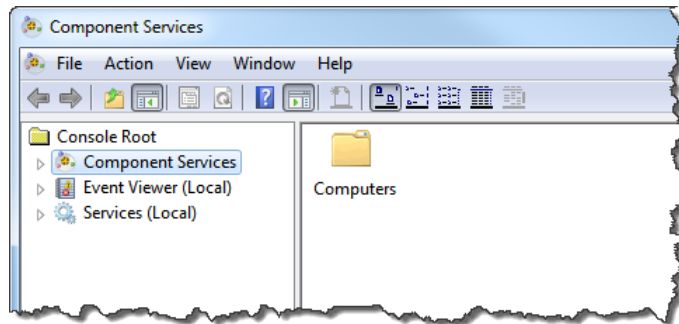 Component Services
File Action View Window Help
Console Root
Component Services
Event Viewer (Local)
Services (Local)
Computers